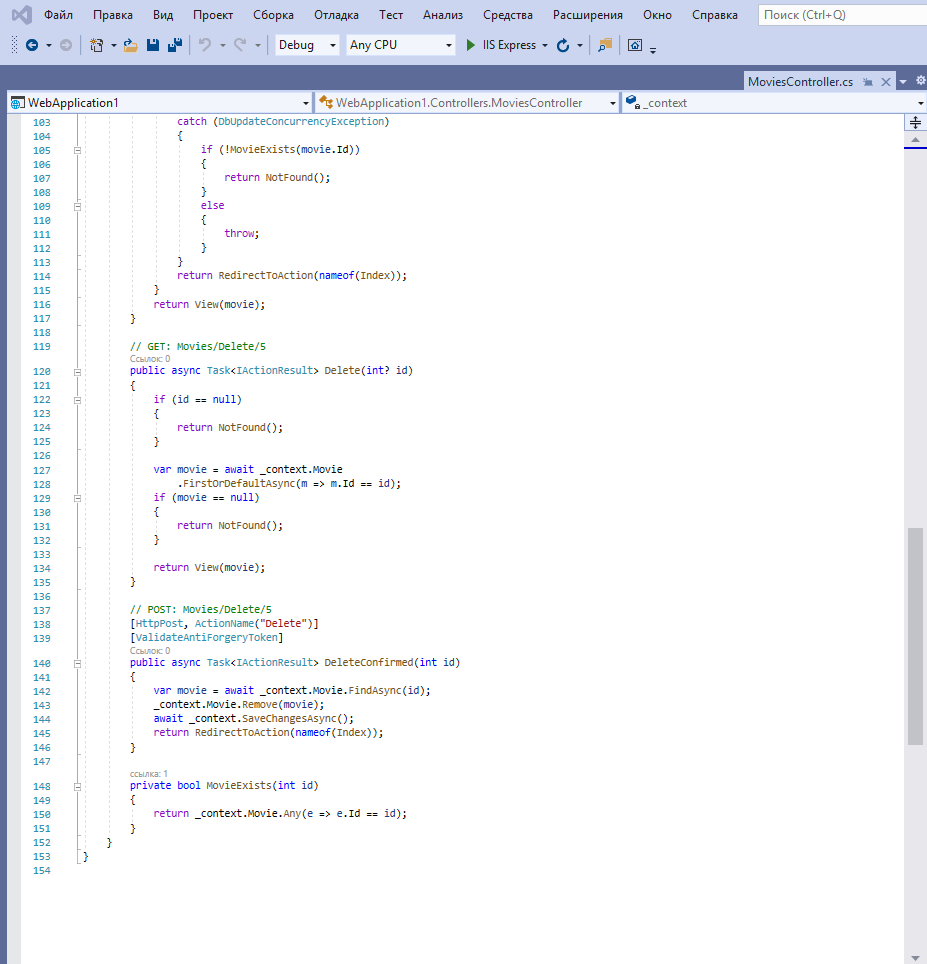 Файл Правка Вид Проект Сборка Отладка Тест Анализ Средства Расширения Окно Справка Поиск (Ctrl+Q)
Debug Any CPU IIS Express
MoviesController.cs
WebApplication1 WebApplication1.Controllers.MoviesController _context
103 catch (DbUpdateConcurrencyException)
104 {
105 if (!MovieExists(movie.Id))
106 {
107 return NotFound();
108 }
109 else
110 {
111 throw;
112 }
113 }
114 return RedirectToAction(nameof(Index));
115 }
116 return View(movie);
117 }
118
119 // GET: Movies/Delete/5
Ссылок: 0
120 public async Task<IActionResult> Delete(int? id)
121 {
122 if (id == null)
123 {
124 return NotFound();
125 }
126
127 var movie = await _context.Movie
128 .FirstOrDefaultAsync(m => m.Id == id);
129 if (movie == null)
130 {
131 return NotFound();
132 }
133
134 return View(movie);
135 }
136
137 // POST: Movies/Delete/5
138 [HttpPost, ActionName("Delete")]
139 [ValidateAntiForgeryToken]
Ссылок: 0
140 public async Task<IActionResult> DeleteConfirmed(int id)
141 {
142 var movie = await _context.Movie.FindAsync(id);
143 _context.Movie.Remove(movie);
144 await _context.SaveChangesAsync();
145 return RedirectToAction(nameof(Index));
146 }
147
ссылка: 1
148 private bool MovieExists(int id)
149 {
150 return _context.Movie.Any(e => e.Id == id);
151 }
152 }
153 }
154